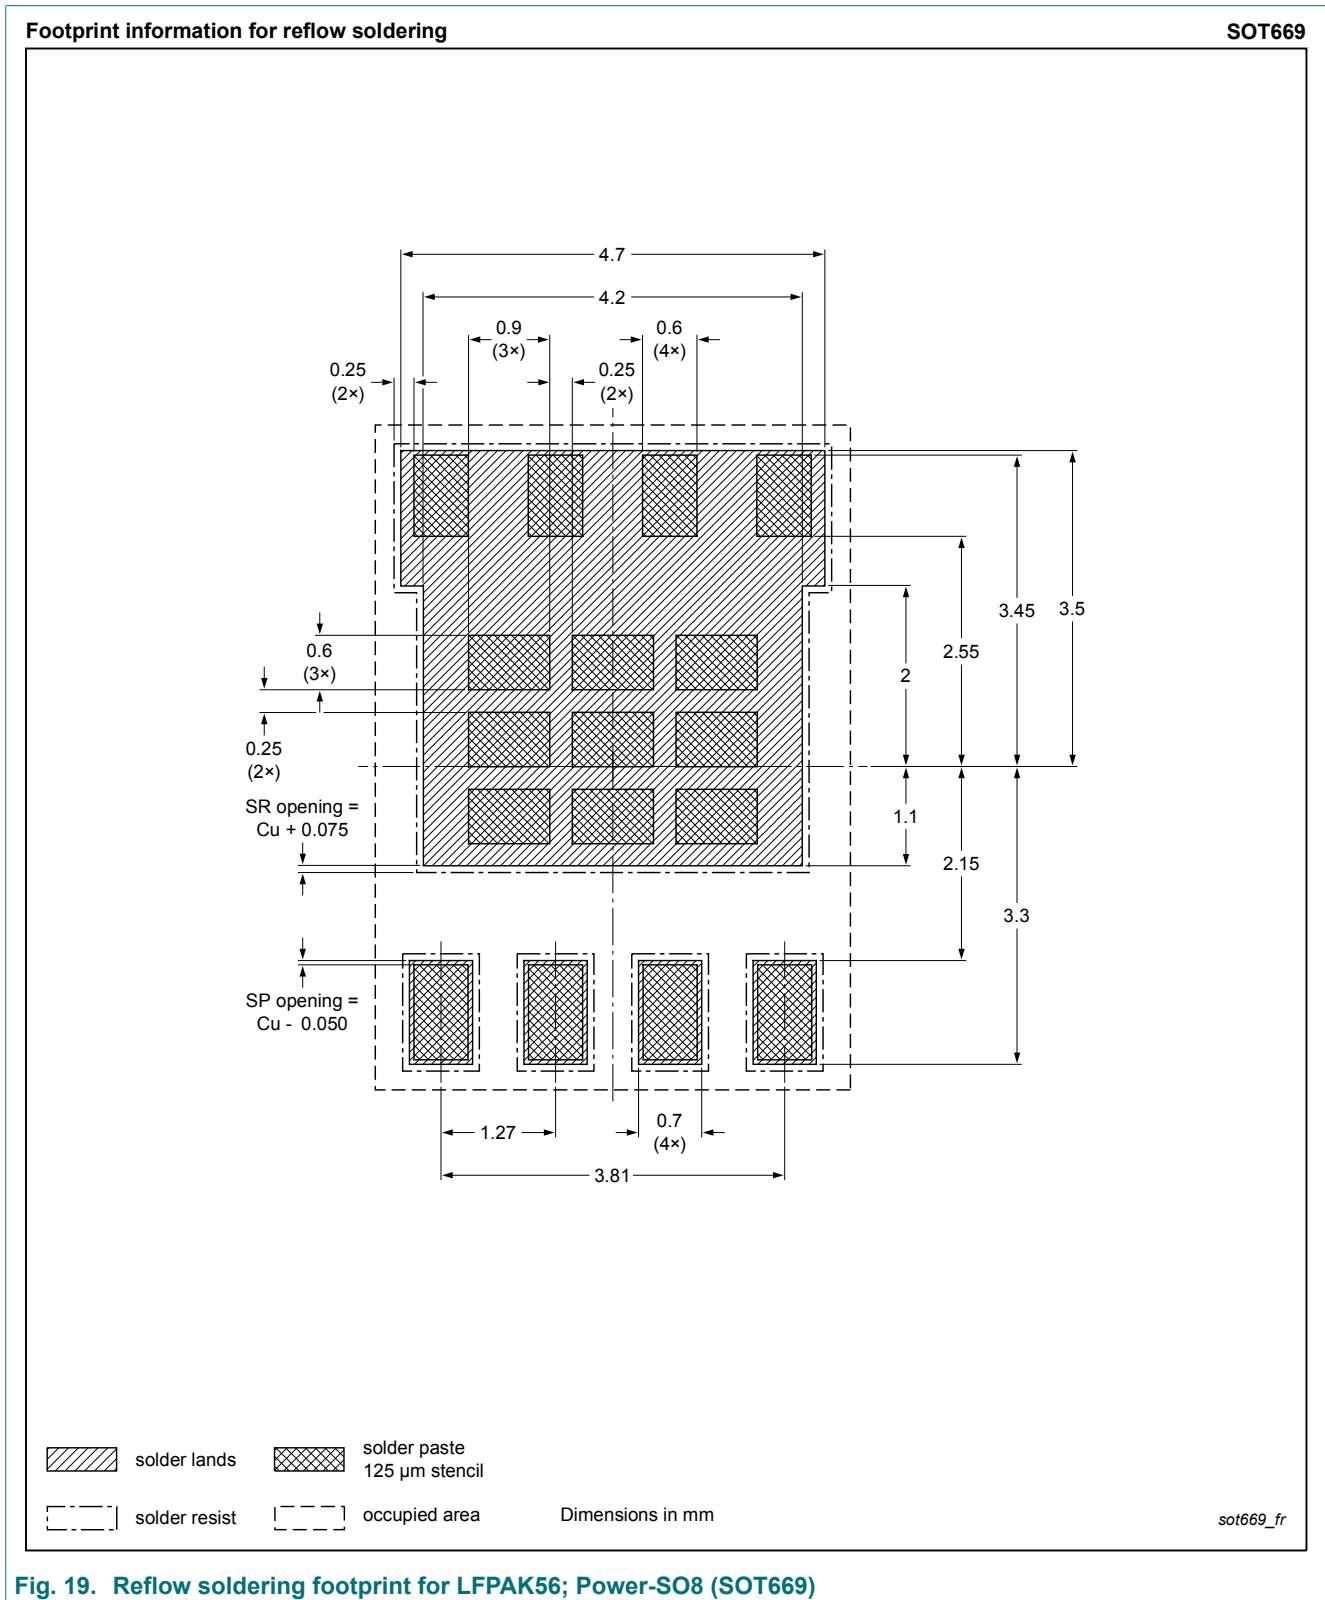 Footprint information for reflow soldering SOT669
4.7
4.2
0.9
(3×)
0.6
(4×)
0.25
(2×)
0.25
(2×)
3.45
3.5
2.55
2
0.6
(3×)
0.25
(2×)
SR opening =
Cu + 0.075
1.1
2.15
3.3
SP opening =
Cu - 0.050
1.27
0.7
(4×)
3.81
solder lands
solder paste
125 µm stencil
solder resist
occupied area
Dimensions in mm
sot669_fr
Fig. 19. Reflow soldering footprint for LFPAK56; Power-SO8 (SOT669)